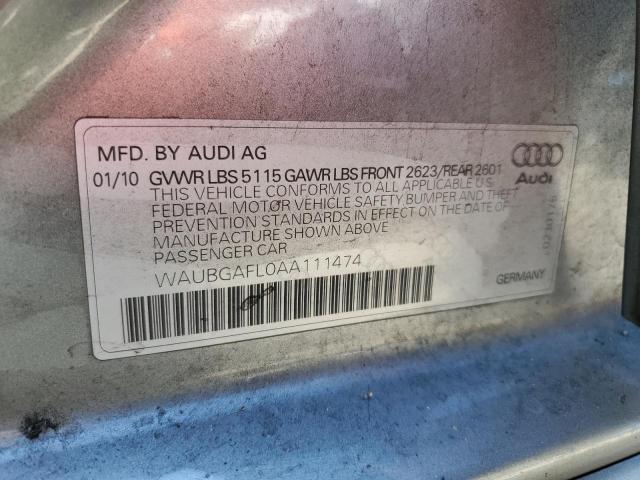 MFD. BY AUDI AG
01/10 GVWR LBS 5115 GAWR LBS FRONT 2623/REAR 2601
THIS VEHICLE CONFORMS TO ALL APPLICABLE U.S.
FEDERAL MOTOR VEHICLE SAFETY, BUMPER AND THEFT
PREVENTION STANDARDS IN EFFECT ON THE DATE OF
MANUFACTURE SHOWN ABOVE
PASSENGER CAR
WAUBGAFL0AA111474
Audi
GERMANY